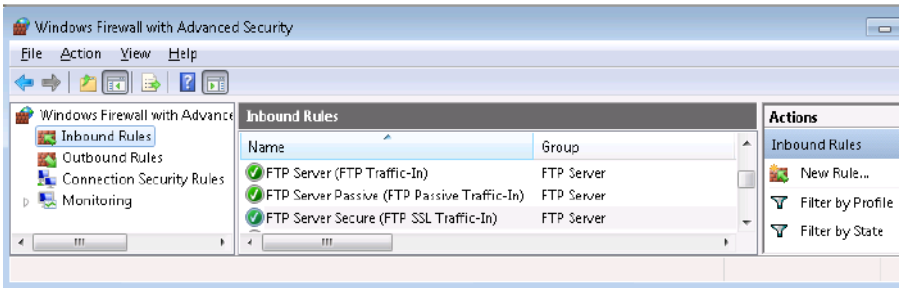 Windows Firewall with Advanced Security
File Action View Help
Windows Firewall with Advance
Inbound Rules
Outbound Rules
Connection Security Rules
Monitoring
Inbound Rules
Name Group
FTP Server (FTP Traffic-In) FTP Server
FTP Server Passive (FTP Passive Traffic-In) FTP Server
FTP Server Secure (FTP SSL Traffic-In) FTP Server
Actions
Inbound Rules
New Rule...
Filter by Profile
Filter by State